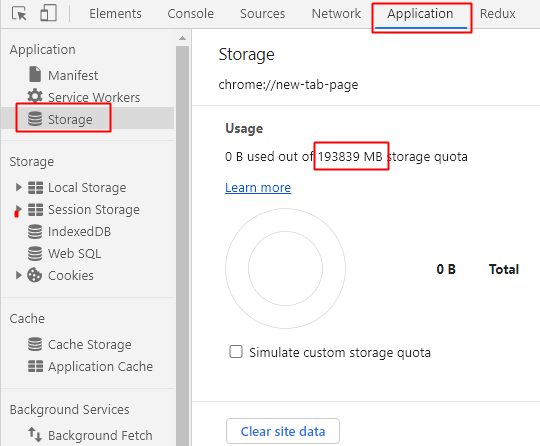 Elements Console Sources Network Application Redux
Application
Manifest
Service Workers
Storage
Storage
Local Storage
Session Storage
IndexedDB
Web SQL
Cookies
Cache
Cache Storage
Application Cache
Background Services
Background Fetch
Storage
chrome://new-tab-page
Usage
0 B used out of 193839 MB storage quota
Learn more
0 B Total
Simulate custom storage quota
Clear site data